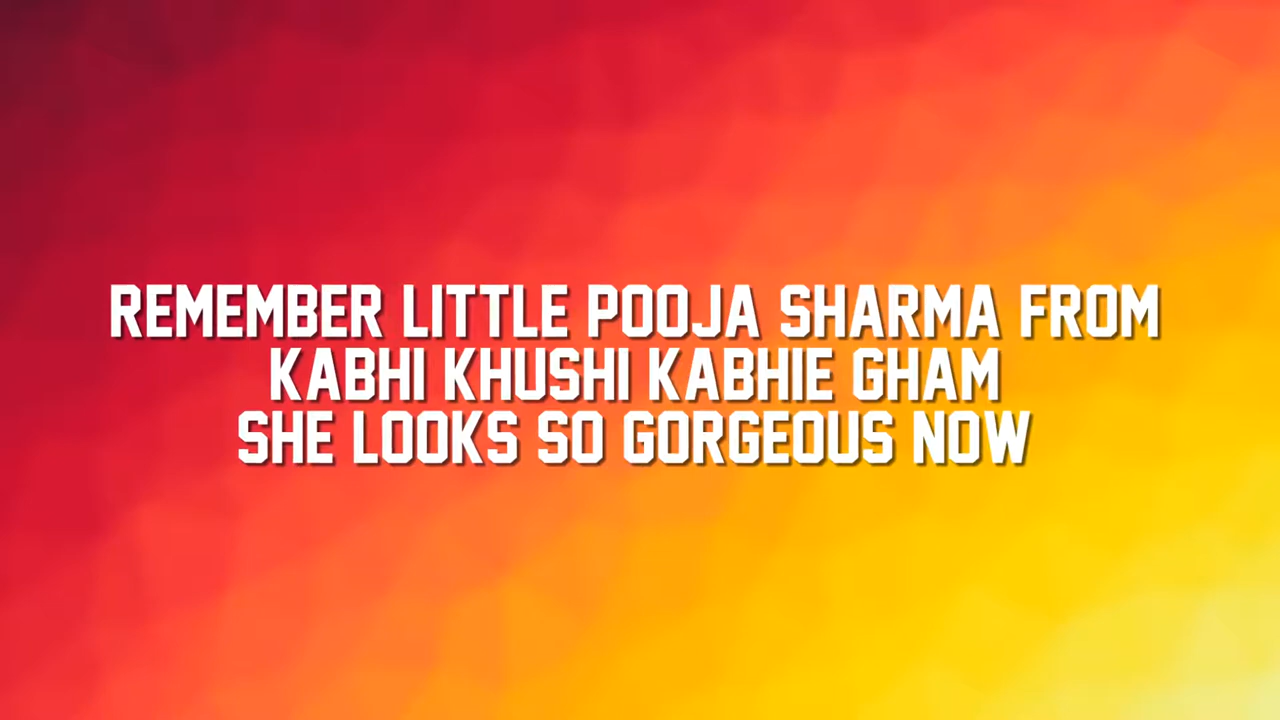 REMEMBER LITTLE POOJA SHARMA FROM
KABHI KHUSHI KABHIE GHAM
SHE LOOKS SO GORGEOUS NOW